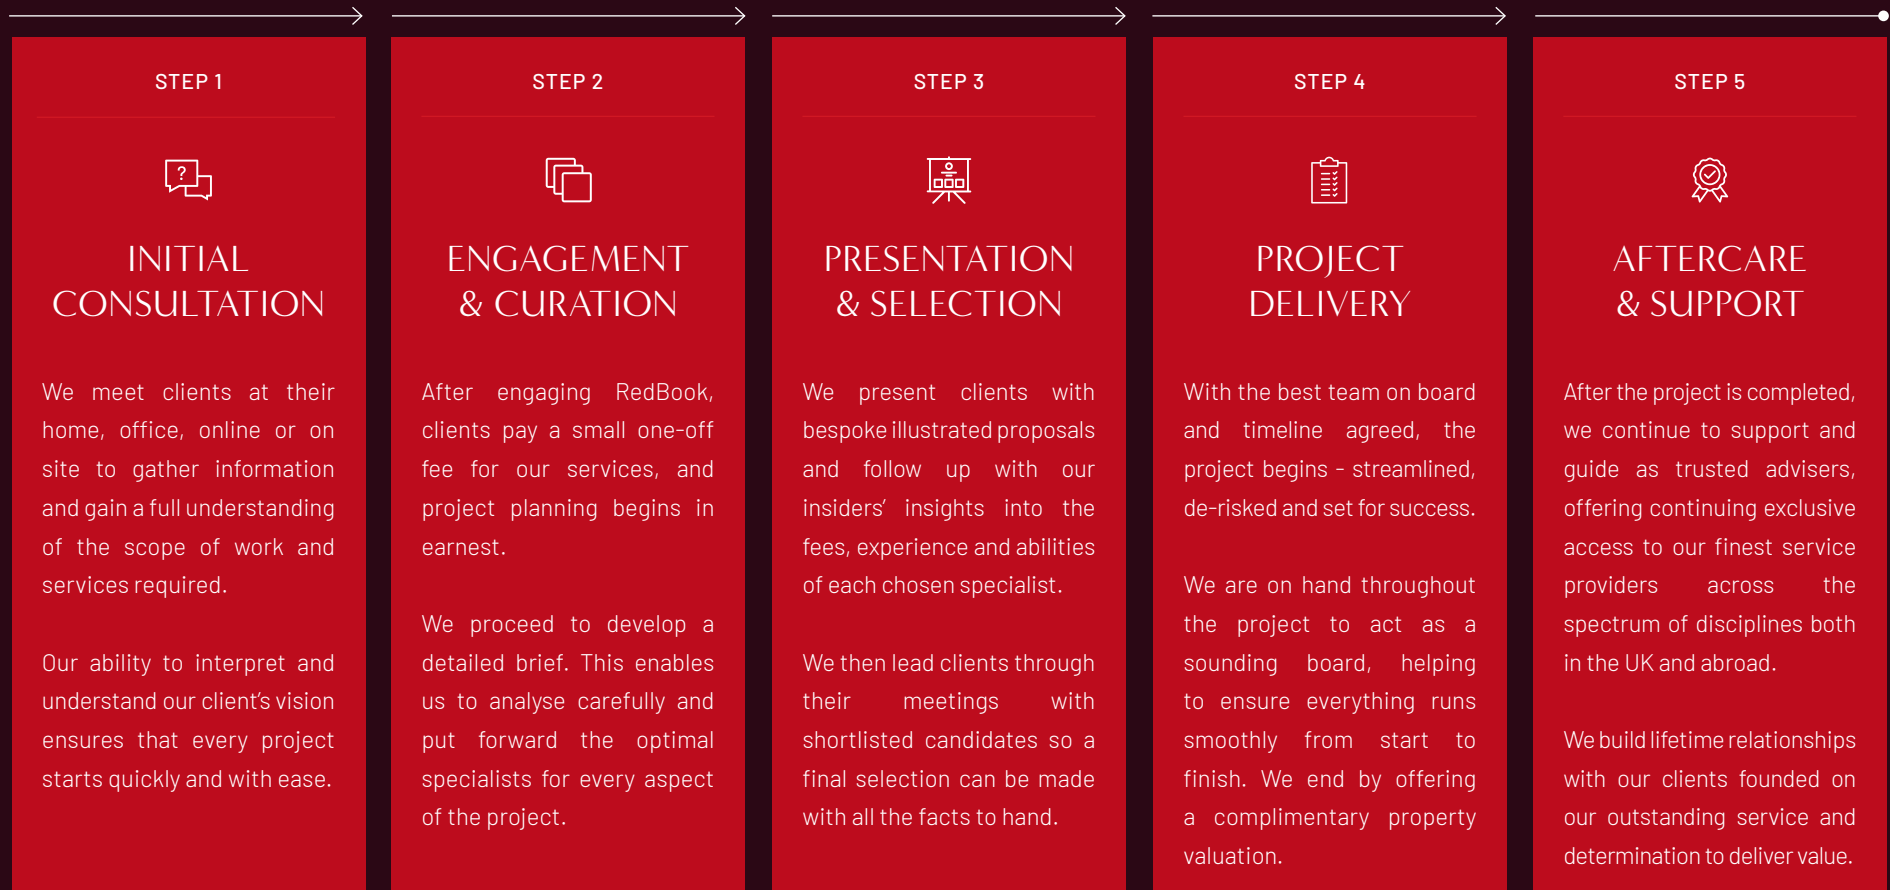 STEP 1
?
INITIAL
CONSULTATION
We meet clients at their
home, office, online or on
site to gather information
and gain a full understanding
of the scope of work and
services required.
Our ability to interpret and
understand our client’s vision
ensures that every project
starts quickly and with ease.
STEP 2
ENGAGEMENT
& CURATION
After engaging RedBook,
clients pay a small one-off
fee for our services, and
project planning begins in
earnest.
We proceed to develop a
detailed brief. This enables
us to analyse carefully and
put forward the optimal
specialists for every aspect
of the project.
STEP 3
PRESENTATION
& SELECTION
We present clients with
bespoke illustrated proposals
and follow up with our
insiders’ insights into the
fees, experience and abilities
of each chosen specialist.
We then lead clients through
their meetings with
shortlisted candidates so a
final selection can be made
with all the facts to hand.
STEP 4
PROJECT
DELIVERY
With the best team on board
and timeline agreed, the
project begins - streamlined,
de-risked and set for success.
We are on hand throughout
the project to act as a
sounding board, helping
to ensure everything runs
smoothly from start to
finish. We end by offering
a complimentary property
valuation.
STEP 5
AFTERCARE
& SUPPORT
After the project is completed,
we continue to support and
guide as trusted advisers,
offering continuing exclusive
access to our finest service
providers across the
spectrum of disciplines both
in the UK and abroad.
We build lifetime relationships
with our clients founded on
our outstanding service and
determination to deliver value.